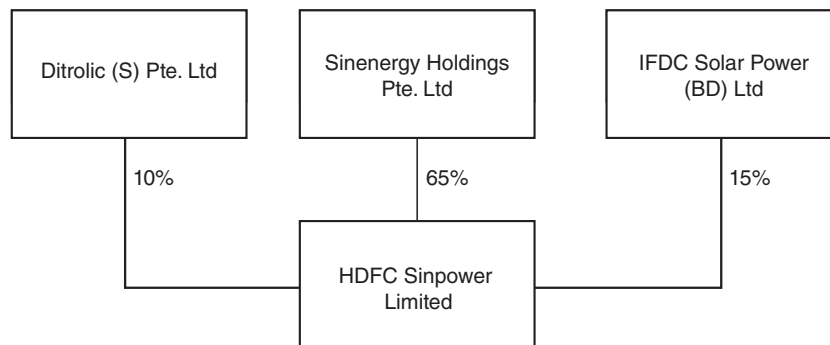 Ditrolic (S) Pte. Ltd
Sinenergy Holdings
Pte. Ltd
IFDC Solar Power
(BD) Ltd
10%
65%
15%
HDFC Sinpower
Limited